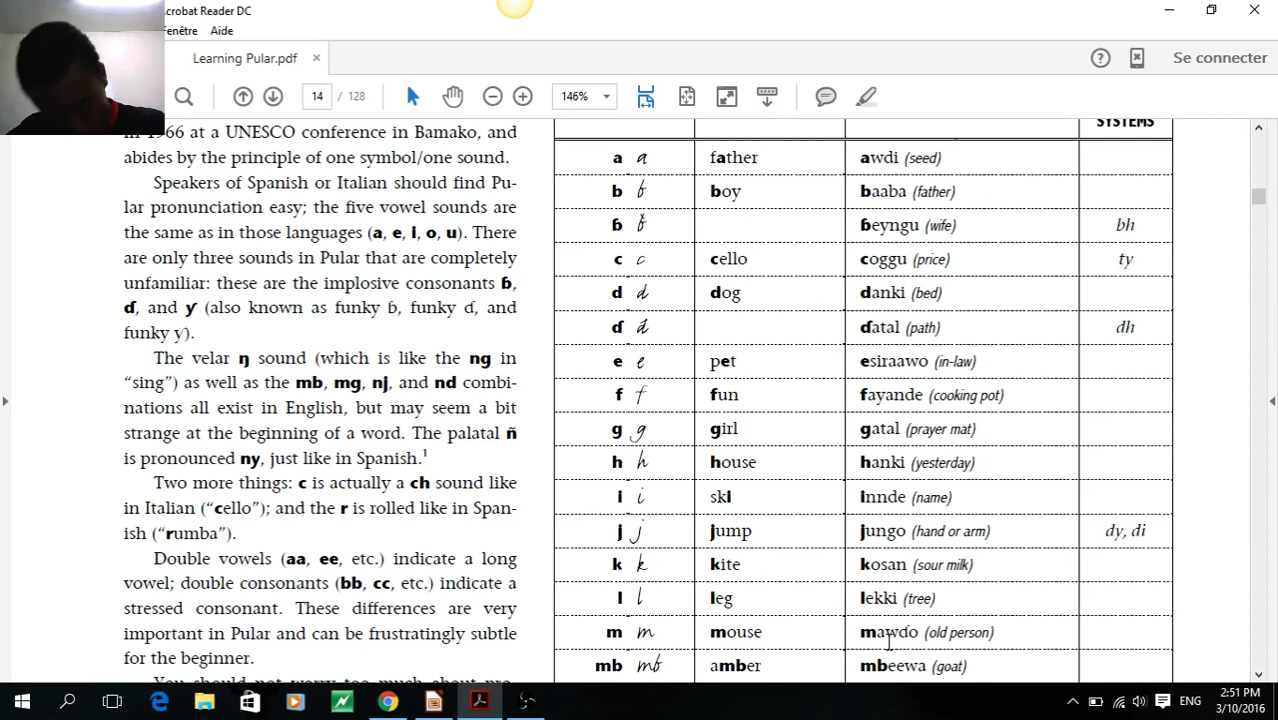 crobat Reader DC
enêtre Aide
Learning Pular.pdf
Se connecter
14 / 128
146%
in 1966 at a UNESCO conference in Bamako, and
abides by the principle of one symbol/one sound.
Speakers of Spanish or Italian should find Pu-
lar pronunciation easy; the five vowel sounds are
the same as in those languages (a, e, i, o, u). There
are only three sounds in Pular that are completely
unfamiliar: these are the implosive consonants ɓ,
ɗ, and ƴ (also known as funky ɓ, funky ɗ, and
funky y).
The velar ŋ sound (which is like the ng in
“sing”) as well as the mb, mg, nj, and nd combi-
nations all exist in English, but may seem a bit
strange at the beginning of a word. The palatal ñ
is pronounced ny, just like in Spanish.1
Two more things: c is actually a ch sound like
in Italian (“cello”); and the r is rolled like in Span-
ish (“rumba”).
Double vowels (aa, ee, etc.) indicate a long
vowel; double consonants (bb, cc, etc.) indicate a
stressed consonant. These differences are very
important in Pular and can be frustratingly subtle
for the beginner.
You should not worry too much about pro-
SYSTEMS
a a father awdi (seed)
b b boy baaba (father)
ɓ ɓ ɓeyngu (wife) bh
c c cello coggu (price) ty
d d dog danki (bed)
ɗ ɗ ɗatal (path) dh
e e pet esiraawo (in-law)
f f fun fayande (cooking pot)
g g girl gatal (prayer mat)
h h house hanki (yesterday)
i i ski innde (name)
j j jump jungo (hand or arm) dy, di
k k kite kosan (sour milk)
l l leg lekki (tree)
m m mouse mawɗo (old person)
mb mb amber mbeewa (goat)
ENG
2:51 PM
3/10/2016